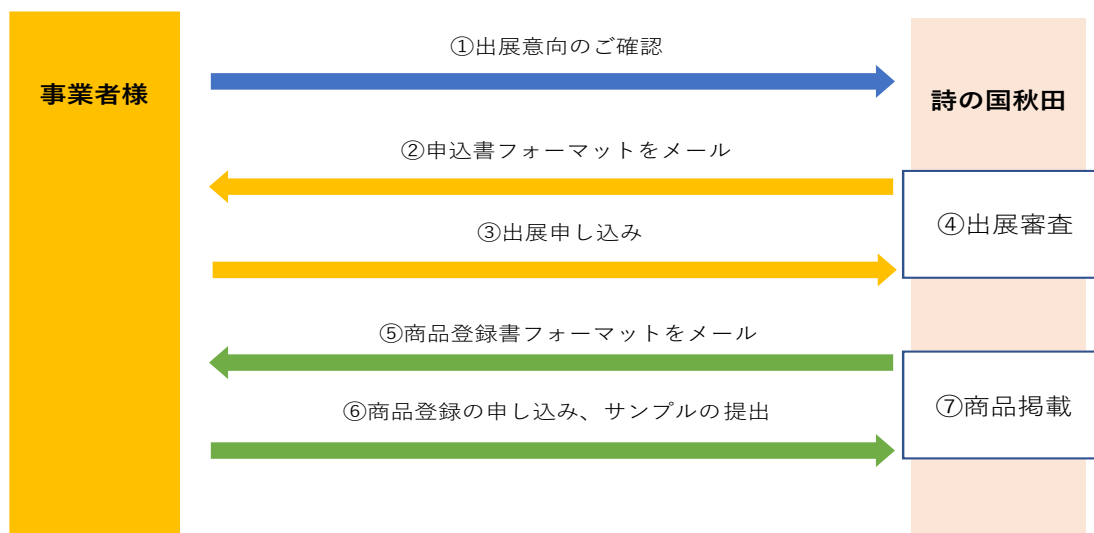 ①出展意向のご確認
事業者様
詩の国秋田
②申込書フォーマットをメール
③出展申し込み
④出展審査
⑤商品登録書フォーマットをメール
⑥商品登録の申し込み、サンプルの提出
⑦商品掲載